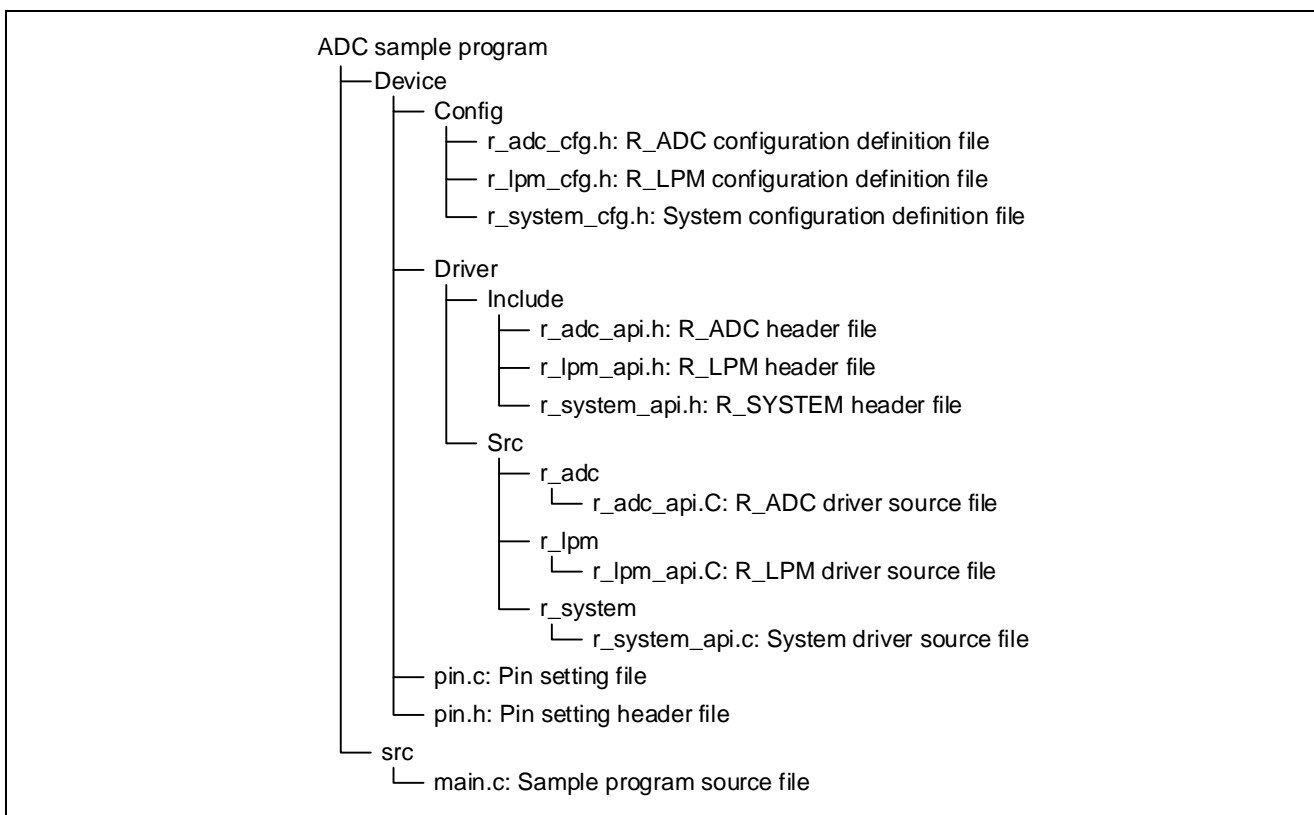 ADC sample program
Device
Config
r_adc_cfg.h: R_ADC configuration definition file
r_lpm_cfg.h: R_LPM configuration definition file
r_system_cfg.h: System configuration definition file
Driver
Include
r_adc_api.h: R_ADC header file
r_lpm_api.h: R_LPM header file
r_system_api.h: R_SYSTEM header file
Src
r_adc
r_adc_api.C: R_ADC driver source file
r_lpm
r_lpm_api.C: R_LPM driver source file
r_system
r_system_api.c: System driver source file
pin.c: Pin setting file
pin.h: Pin setting header file
src
main.c: Sample program source file